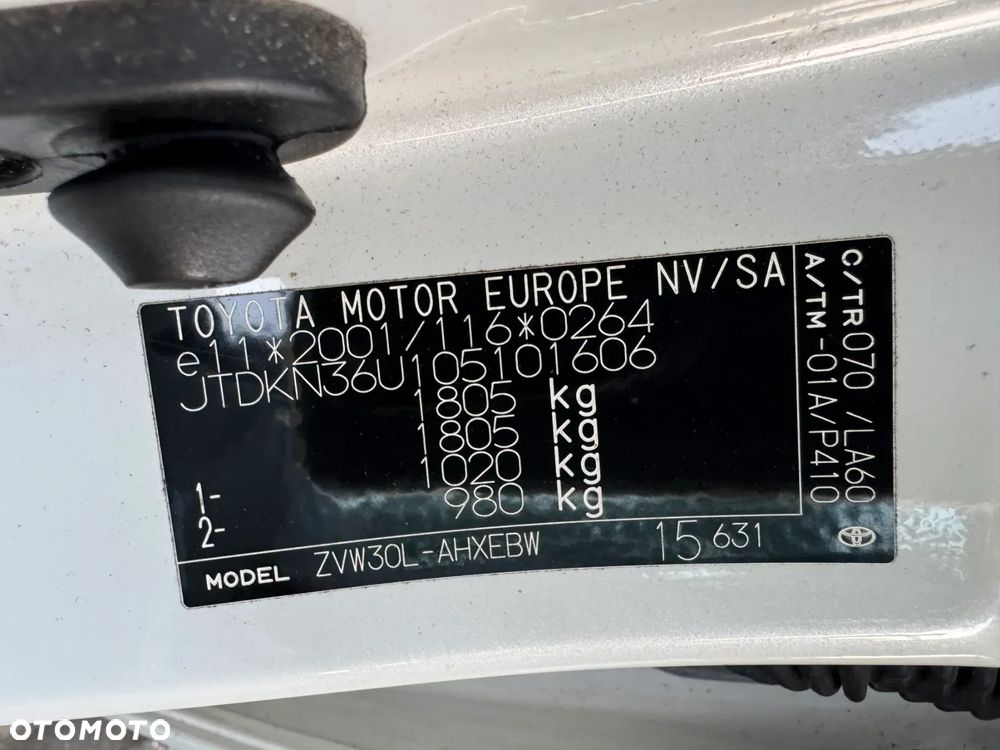 TOYOTA MOTOR EUROPE NV/SA
e11*2001/116*0264
JTDKN36U105101606
1805 kg
1805 kg
1- 1020 kg
2- 980 kg
MODEL ZVW30L-AHXEBW 15 631
C/TR070 /LA60
A/TM-01A/P410
OTOMOTO